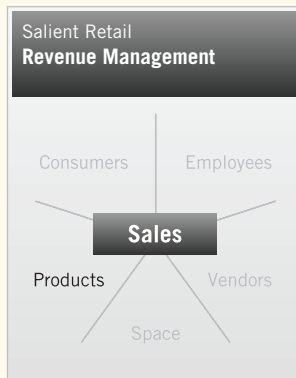 Salient Retail
Revenue Management
Consumers
Employees
Sales
Products
Vendors
Space